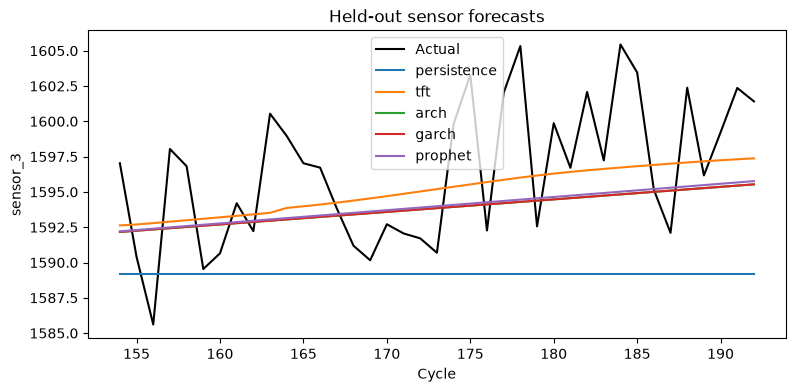 Held-out sensor forecasts
sensor_3
1605.0
1602.5
1600.0
1597.5
1595.0
1592.5
1590.0
1587.5
1585.0
Actual
persistence
tft
arch
garch
prophet
155 160 165 170 175 180 185 190
Cycle